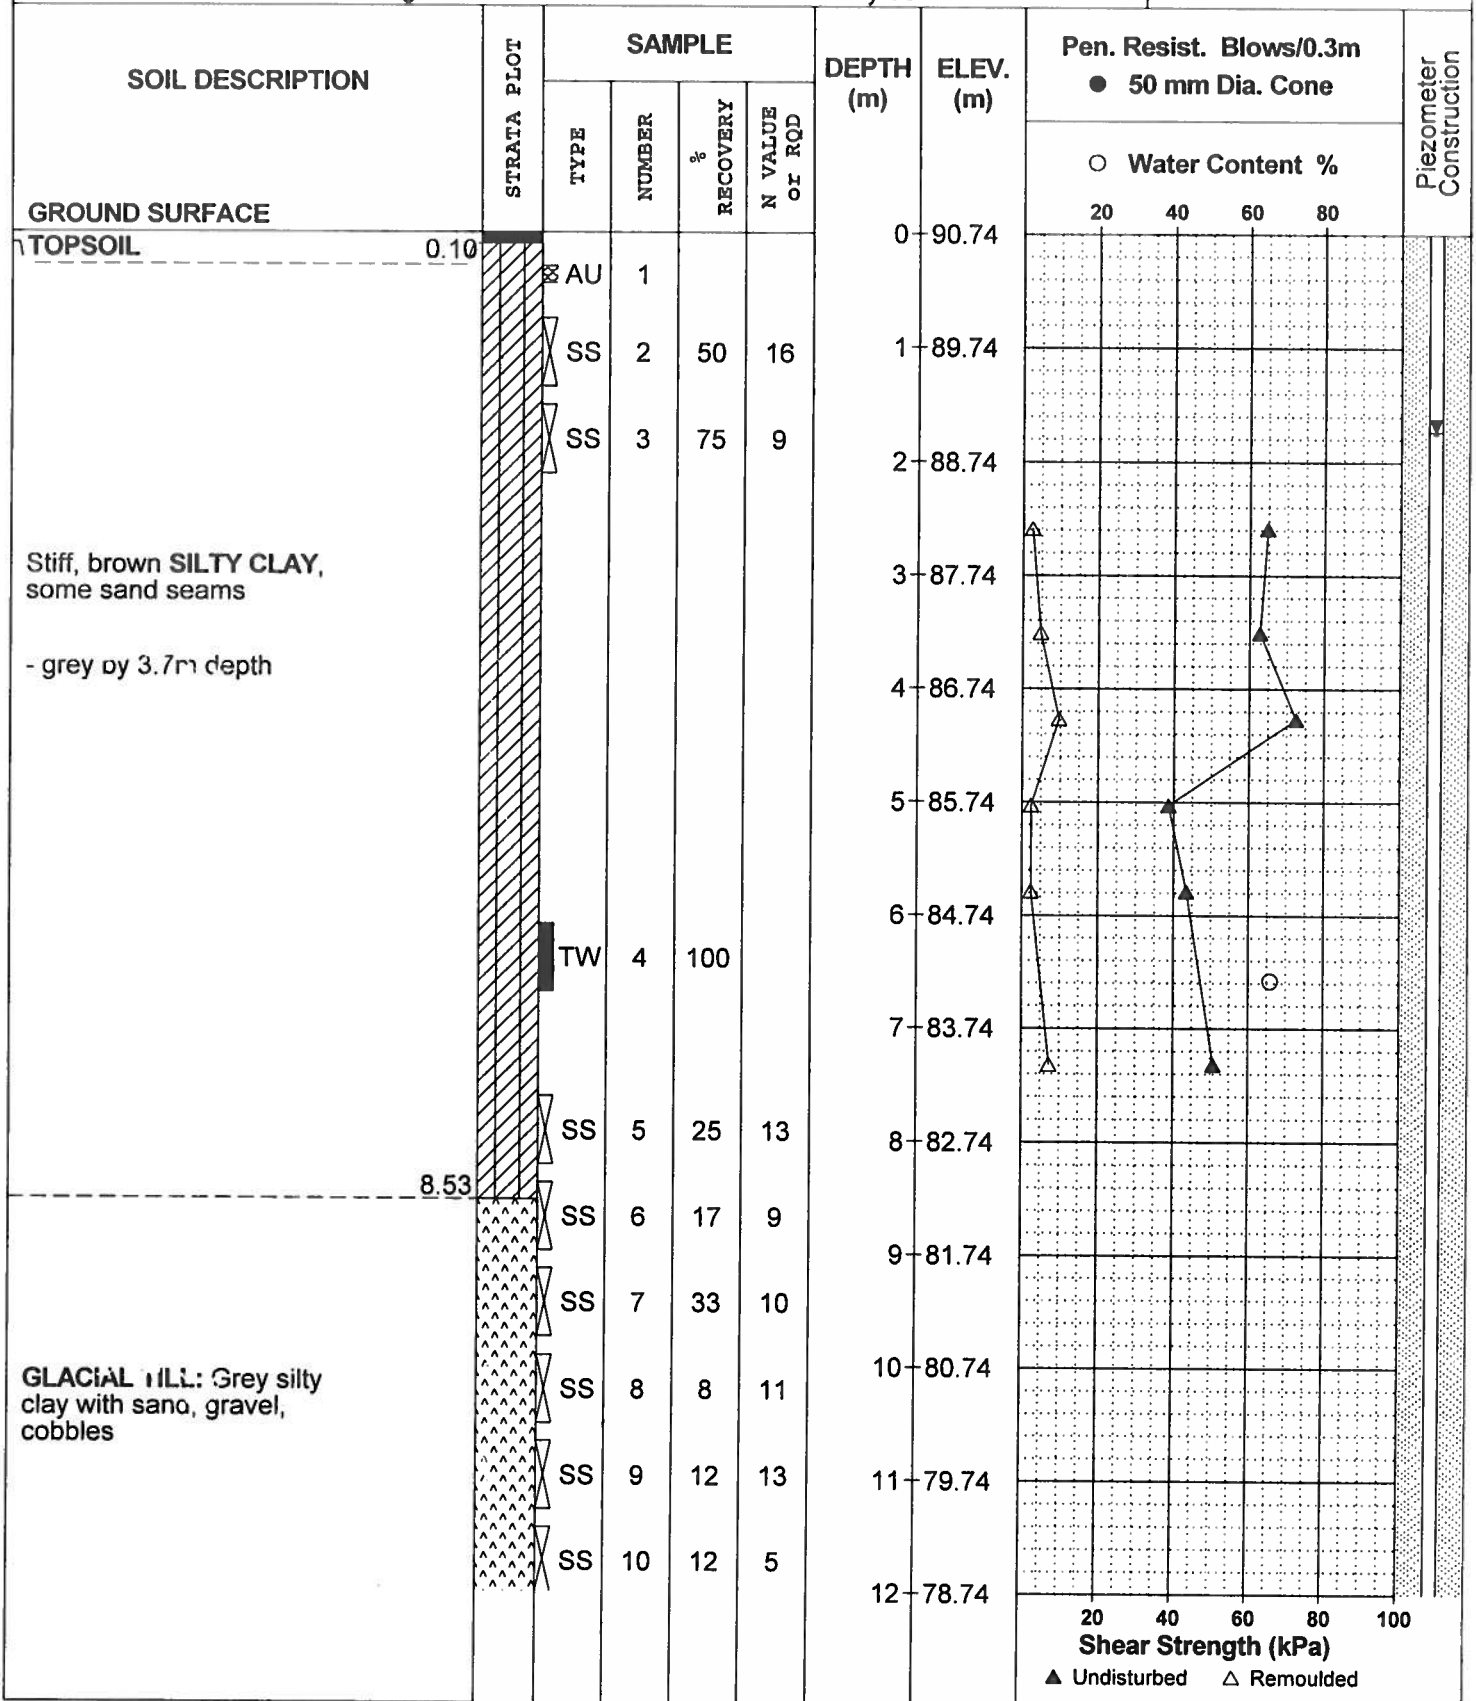 SOIL DESCRIPTION
GROUND SURFACE
STRATA PLOT
SAMPLE
TYPE
NUMBER
%
RECOVERY
N VALUE
or RQD
DEPTH
(m)
ELEV.
(m)
Pen. Resist. Blows/0.3m
● 50 mm Dia. Cone
○ Water Content %
20 40 60 80
Piezometer
Construction
TOPSOIL 0.10
0 90.74
AU 1
SS 2 50 16
1 89.74
SS 3 75 9
2 88.74
Stiff, brown SILTY CLAY,
some sand seams
3 87.74
- grey by 3.7m depth
4 86.74
5 85.74
6 84.74
TW 4 100
7 83.74
SS 5 25 13
8 82.74
8.53
SS 6 17 9
9 81.74
SS 7 33 10
10 80.74
GLACIAL TILL: Grey silty
clay with sand, gravel,
cobbles
SS 8 8 11
SS 9 12 13
11 79.74
SS 10 12 5
12 78.74
20 40 60 80 100
Shear Strength (kPa)
▲ Undisturbed △ Remoulded